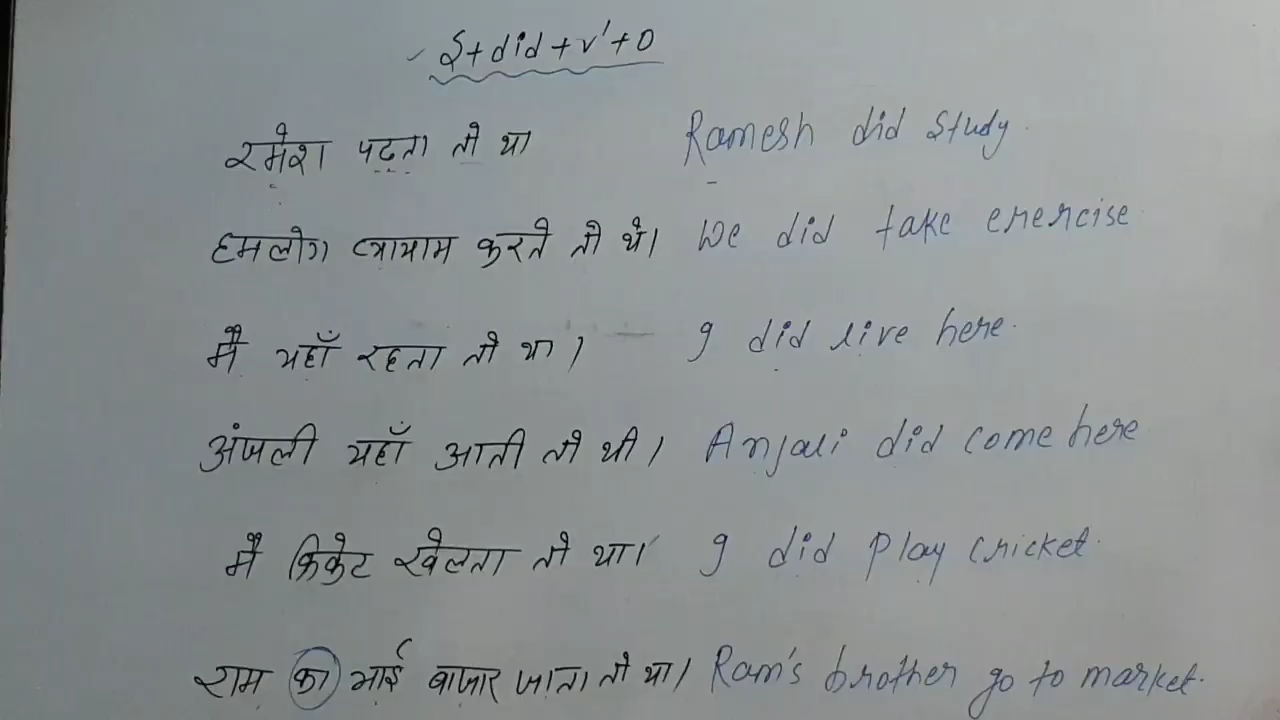 S+did+v'+O
रमेश पढ़ता तो था Ramesh did study.
हमलोग व्यायाम करते तो थे। We did take exercise
मैं यहाँ रहता तो था। I did live here.
अंजली यहाँ आती तो थी। Anjali did come here
मैं क्रिकेट खेलता तो था। I did play cricket.
राम का भाई बाजार जाता तो था। Ram's brother go to market.